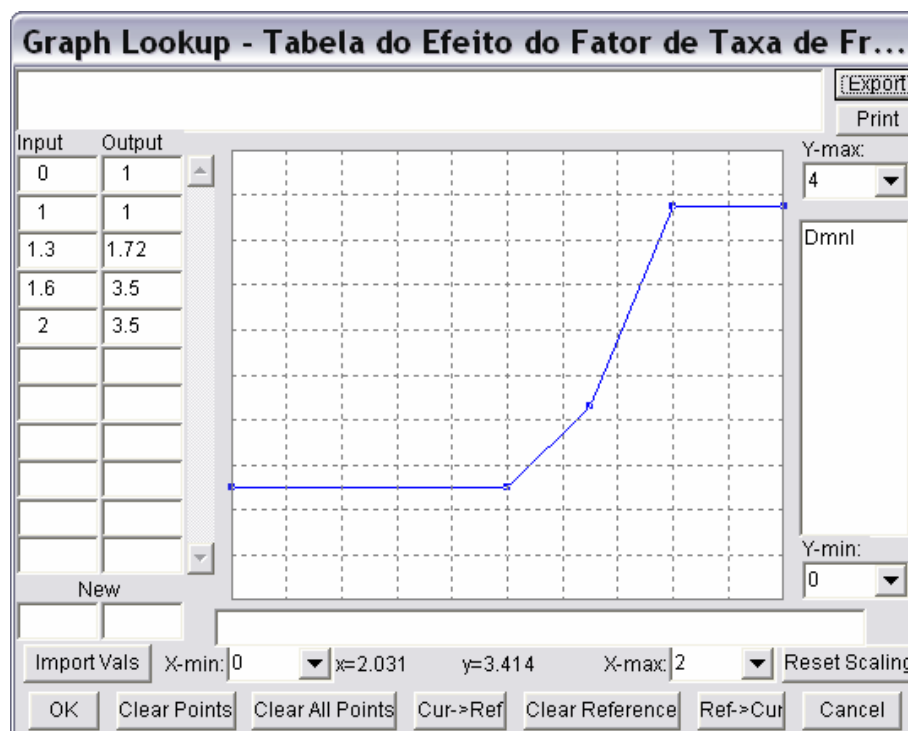 Graph Lookup - Tabela do Efeito do Fator de Taxa de Fr...
Export
Print
Input Output
Y-max:
0 1
4
1 1
1.3 1.72
Dmnl
1.6 3.5
2 3.5
Y-min:
0
New
Import Vals X-min: 0 x=2.031 y=3.414 X-max: 2 Reset Scaling
OK Clear Points Clear All Points Cur->Ref Clear Reference Ref->Cur Cancel